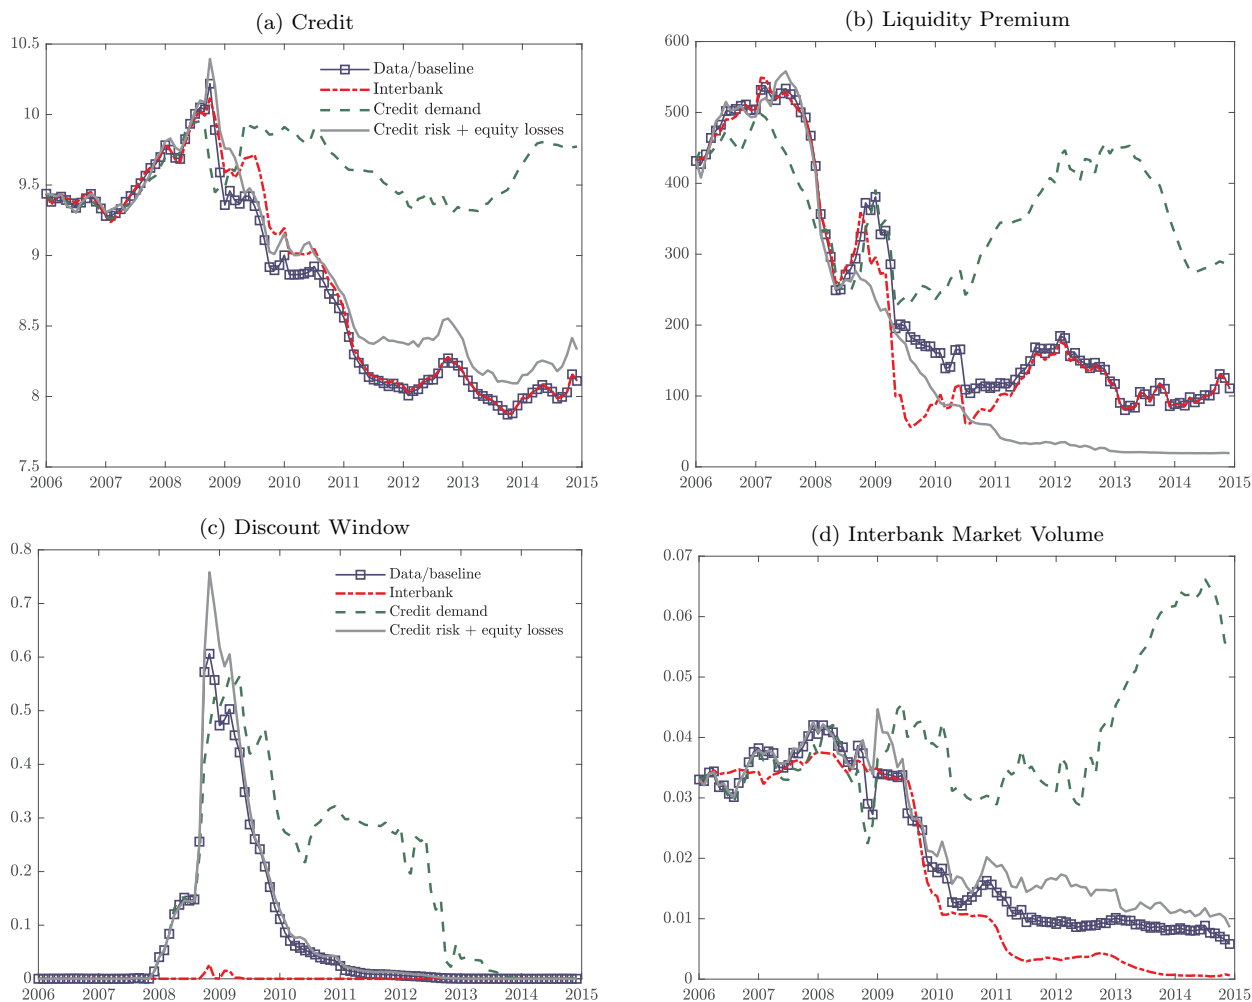 (a) Credit
10.5
10
9.5
9
8.5
8
7.5
Data/baseline
Interbank
Credit demand
Credit risk + equity losses
2006 2007 2008 2009 2010 2011 2012 2013 2014 2015
(b) Liquidity Premium
600
500
400
300
200
100
0
2006 2007 2008 2009 2010 2011 2012 2013 2014 2015
(c) Discount Window
0.8
0.7
0.6
0.5
0.4
0.3
0.2
0.1
0
Data/baseline
Interbank
Credit demand
Credit risk + equity losses
2006 2007 2008 2009 2010 2011 2012 2013 2014 2015
(d) Interbank Market Volume
0.07
0.06
0.05
0.04
0.03
0.02
0.01
0
2006 2007 2008 2009 2010 2011 2012 2013 2014 2015